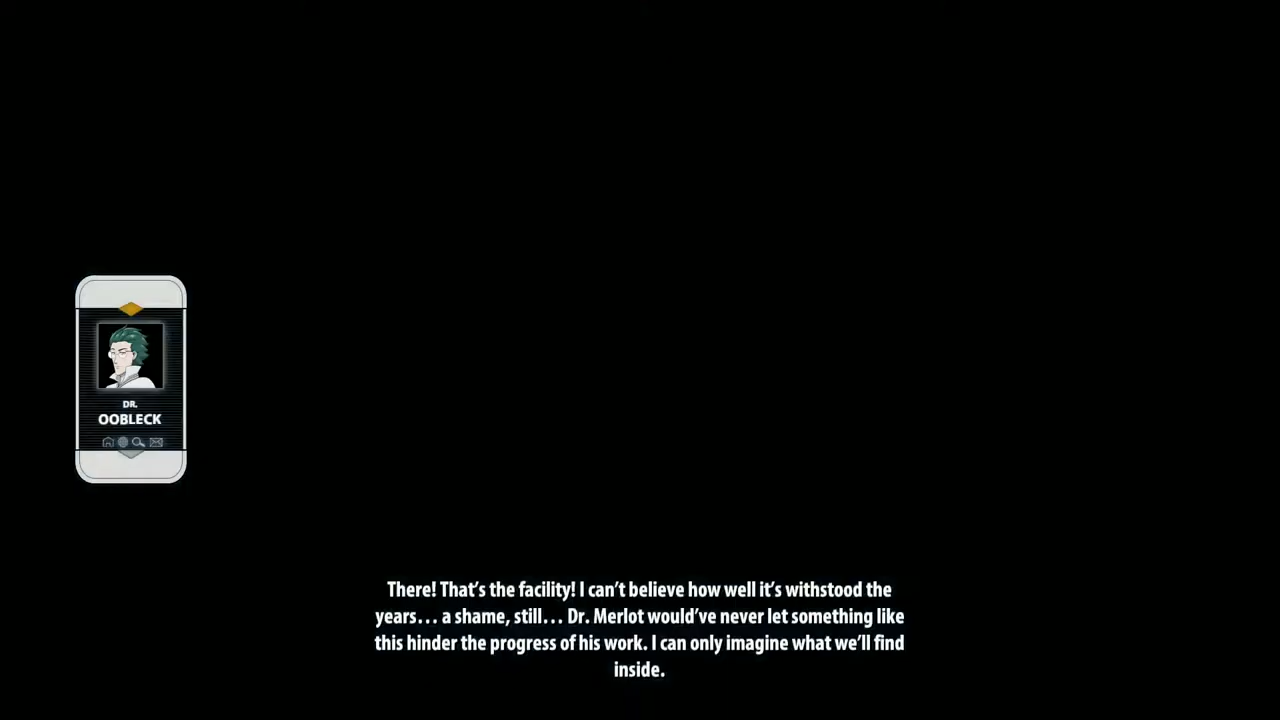 DR.
OOBLECK
There! That's the facility! I can't believe how well it's withstood the
years... a shame, still... Dr. Merlot would've never let something like
this hinder the progress of his work. I can only imagine what we'll find
inside.